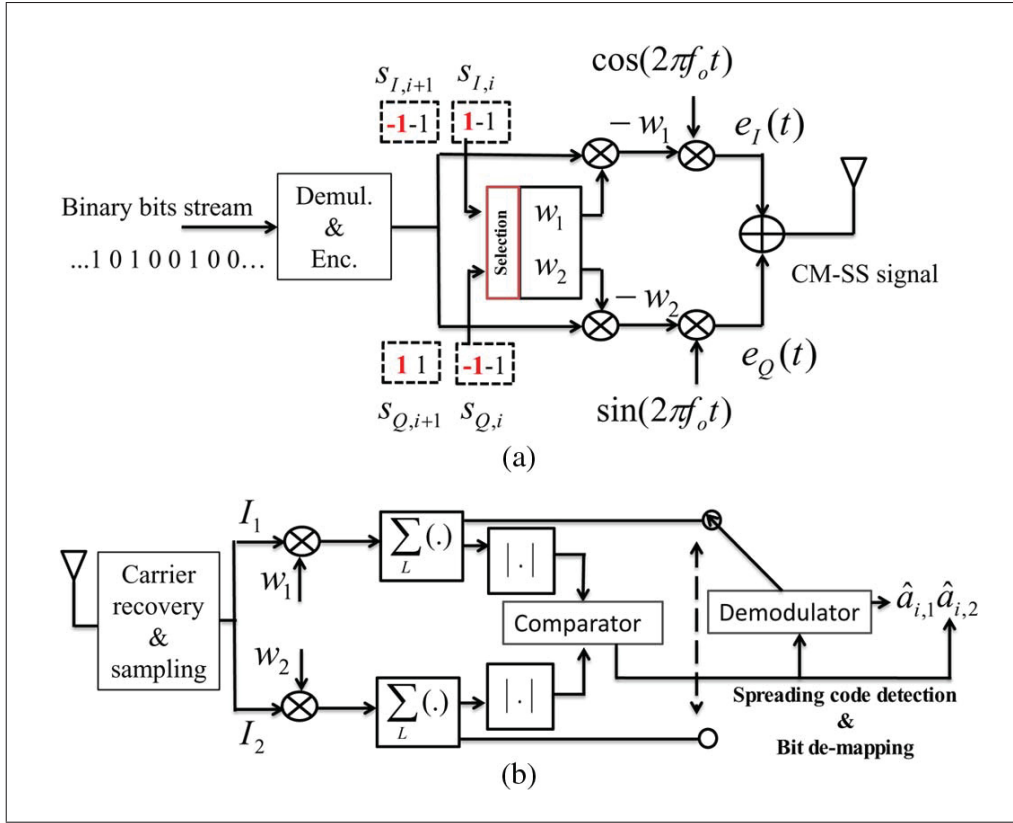 cos(2πf_o t)
s_{I,i+1} s_{I,i}
-1-1 1-1
-w_1 e_I(t)
Binary bits stream
...1 0 1 0 0 1 0 0...
Demul.
&
Enc.
Selection
w_1
w_2
CM-SS signal
-w_2
1 1 -1-1
e_Q(t)
s_{Q,i+1} s_{Q,i}
sin(2πf_o t)
(a)
I_1
w_1
Carrier
recovery
&
sampling
w_2
I_2
∑(.)
L
|.|
Comparator
|.|
∑(.)
L
Demodulator
â_{i,1} â_{i,2}
Spreading code detection
&
Bit de-mapping
(b)